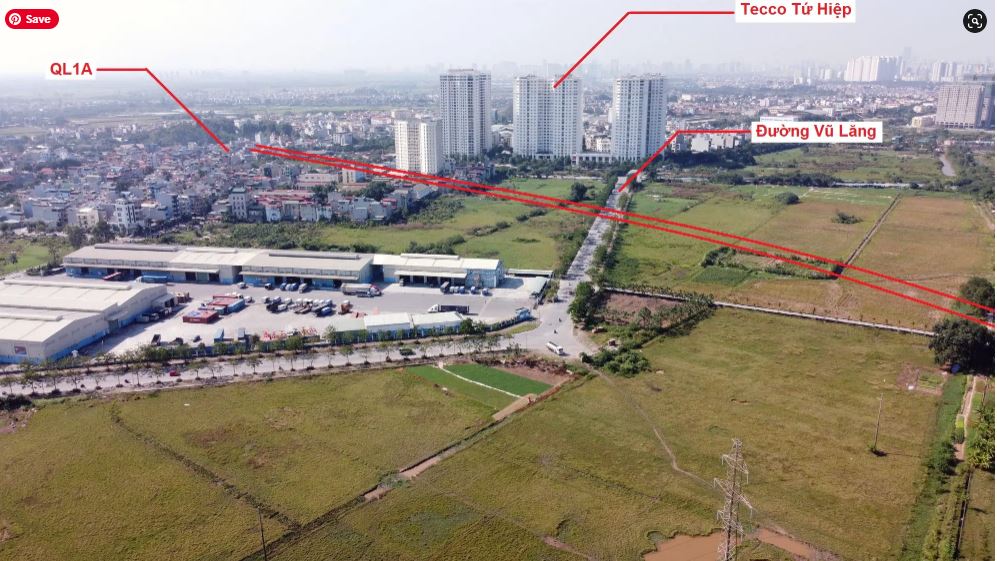 Save
Tecco Tứ Hiệp
QL1A
Đường Vũ Lăng